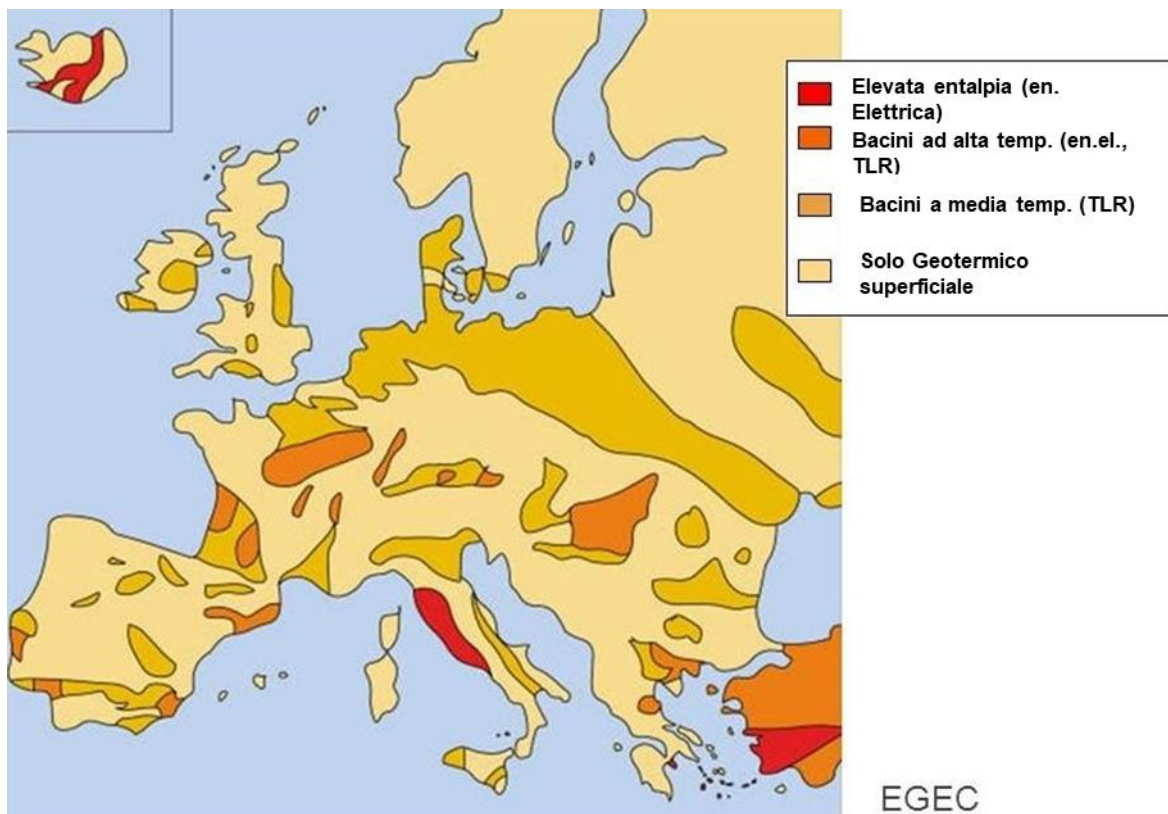 Elevata entalpia (en.
Elettrica)
Bacini ad alta temp. (en.el.,
TLR)
Bacini a media temp. (TLR)
Solo Geotermico
superficiale
EGEC